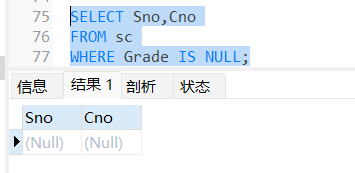 75 SELECT Sno,Cno
76 FROM sc
77 WHERE Grade IS NULL;
信息 结果 1 剖析 状态
Sno Cno
(Null) (Null)